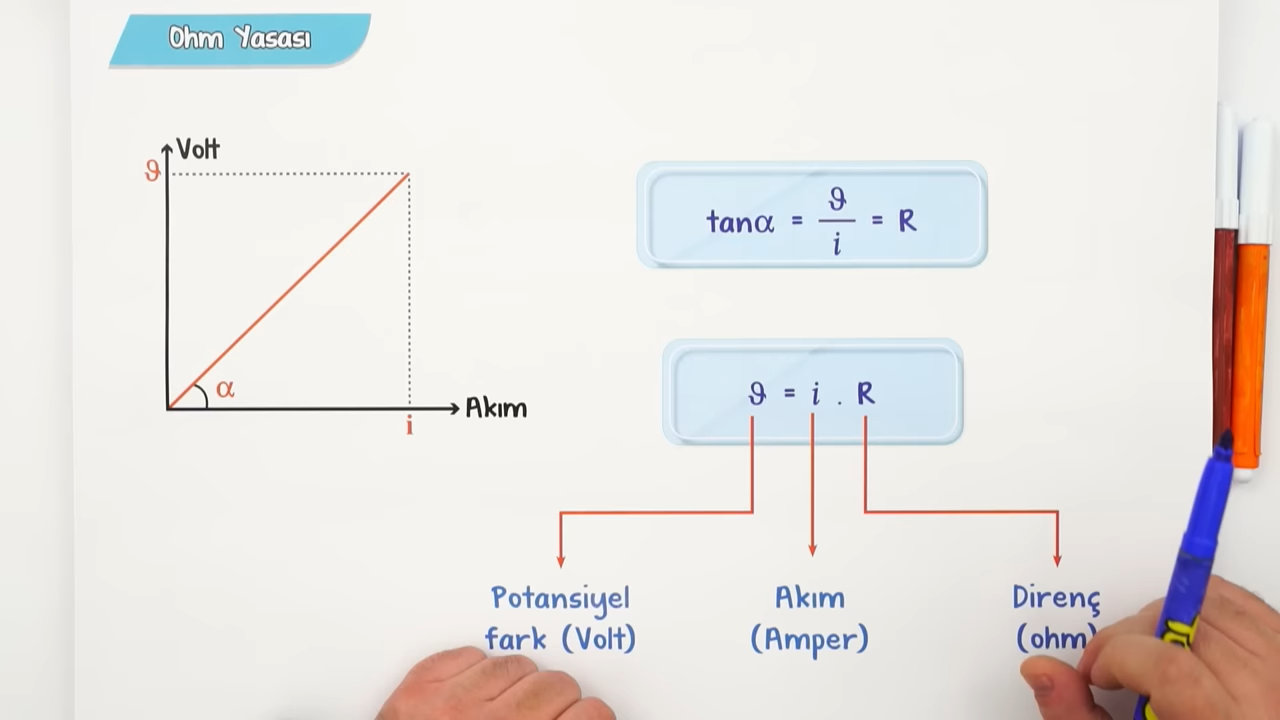 Ohm Yasası
Volt
ϑ
α
Akım
i
tanα = ϑ / i = R
ϑ = i . R
Potansiyel
fark (Volt)
Akım
(Amper)
Direnç
(ohm)